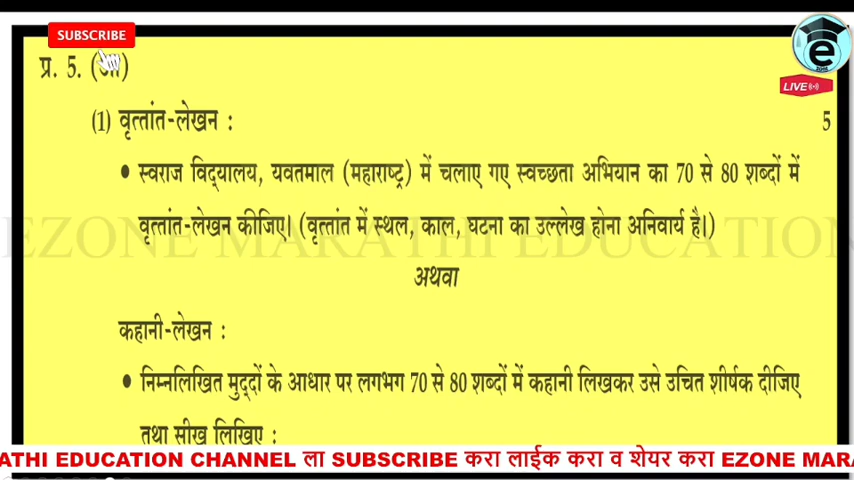 SUBSCRIBE
प्र. 5. (आ)
e
ZONE
LIVE
(1) वृत्तांत-लेखन : 5
• स्वराज विद्यालय, यवतमाल (महाराष्ट्र) में चलाए गए स्वच्छता अभियान का 70 से 80 शब्दों में
वृत्तांत-लेखन कीजिए। (वृत्तांत में स्थल, काल, घटना का उल्लेख होना अनिवार्य है।)
EZONE MARATHI EDUCATION
अथवा
कहानी-लेखन :
• निम्नलिखित मुद्दों के आधार पर लगभग 70 से 80 शब्दों में कहानी लिखकर उसे उचित शीर्षक दीजिए
तथा सीख लिखिए :
ATHI EDUCATION CHANNEL ला SUBSCRIBE करा लाईक करा व शेयर करा EZONE MARA